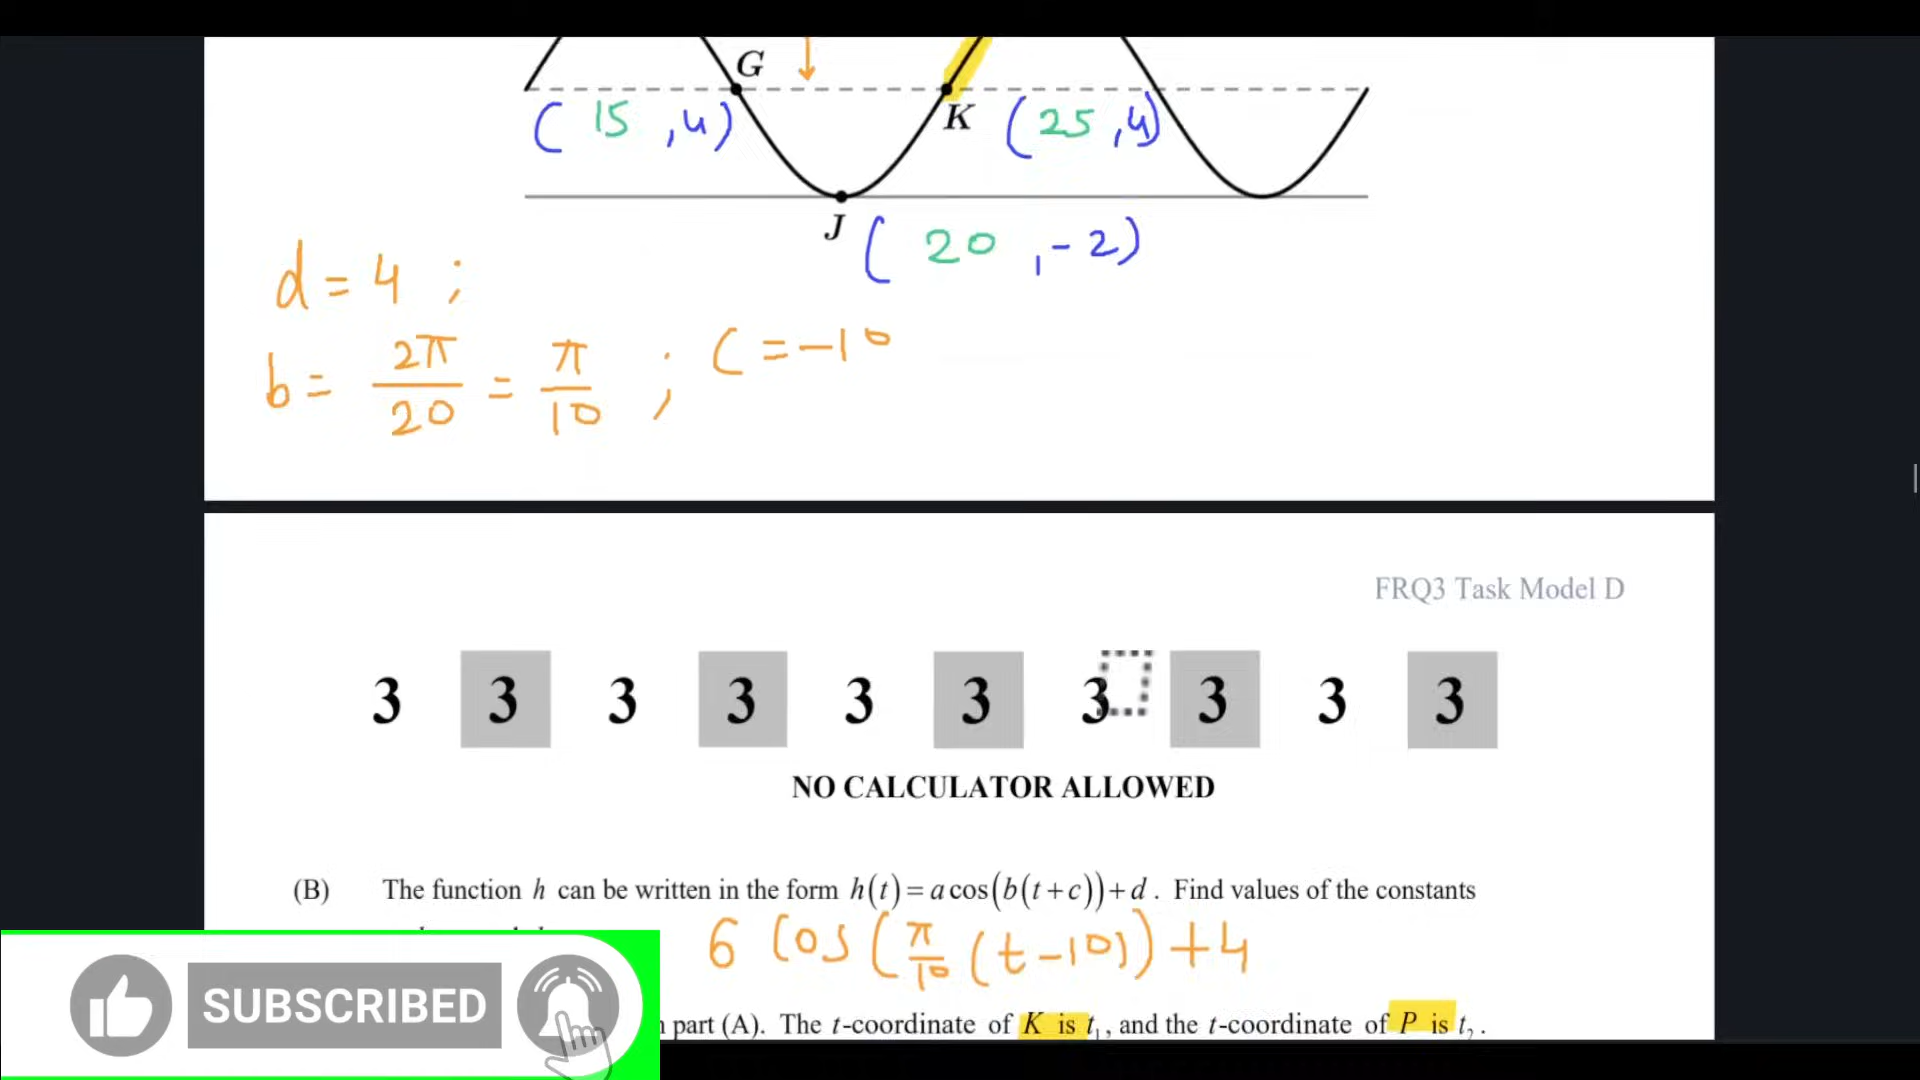 G
( 15 , 4 )
K ( 25 , 4 )
J ( 20 , -2 )
d = 4 ;
b = 2π/20 = π/10 ; C = -10
FRQ3 Task Model D
3 3 3 3 3 3 3 3 3 3
NO CALCULATOR ALLOWED
(B) The function h can be written in the form h(t) = a cos(b(t + c)) + d. Find values of the constants
6 Cos (π/10 (t - 10)) + 4
part (A). The t-coordinate of K is t₁, and the t-coordinate of P is t₂.
SUBSCRIBED